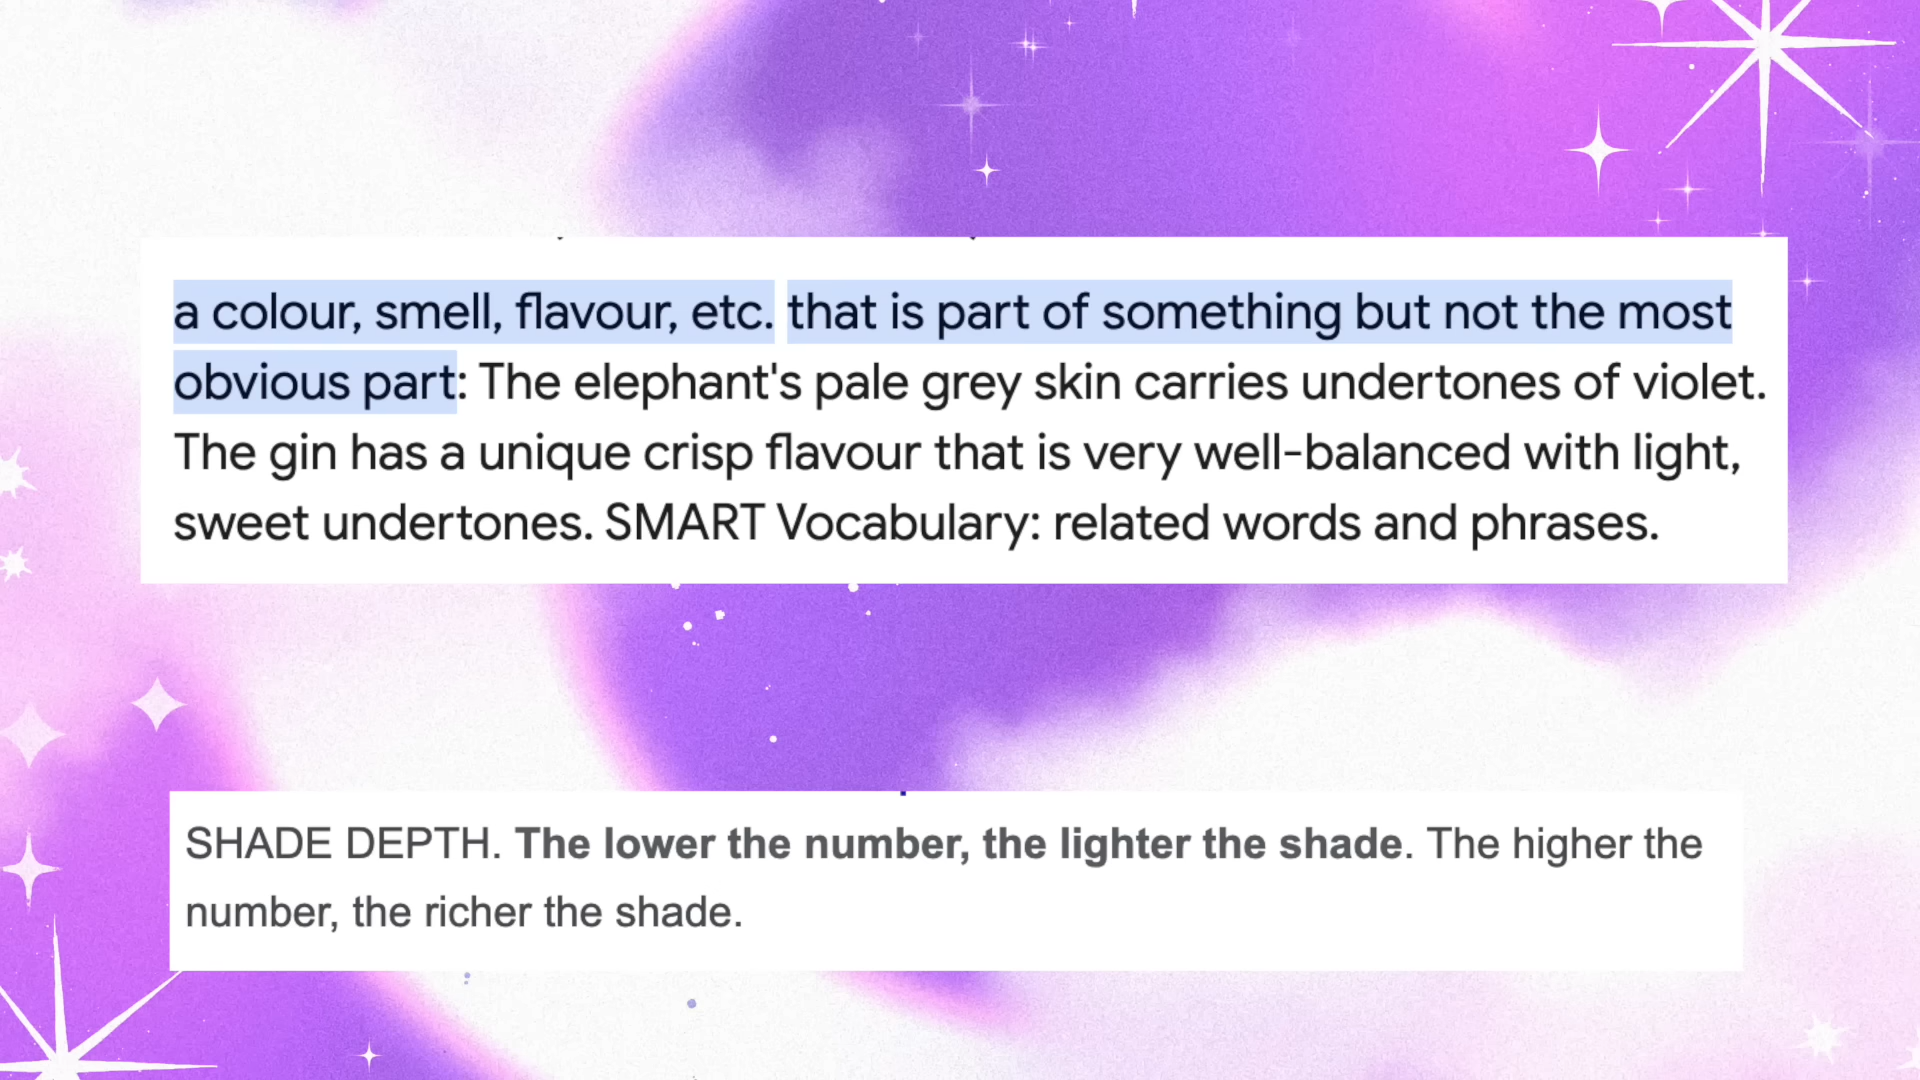 a colour, smell, flavour, etc. that is part of something but not the most
obvious part: The elephant's pale grey skin carries undertones of violet.
The gin has a unique crisp flavour that is very well-balanced with light,
sweet undertones. SMART Vocabulary: related words and phrases.
SHADE DEPTH. The lower the number, the lighter the shade. The higher the
number, the richer the shade.